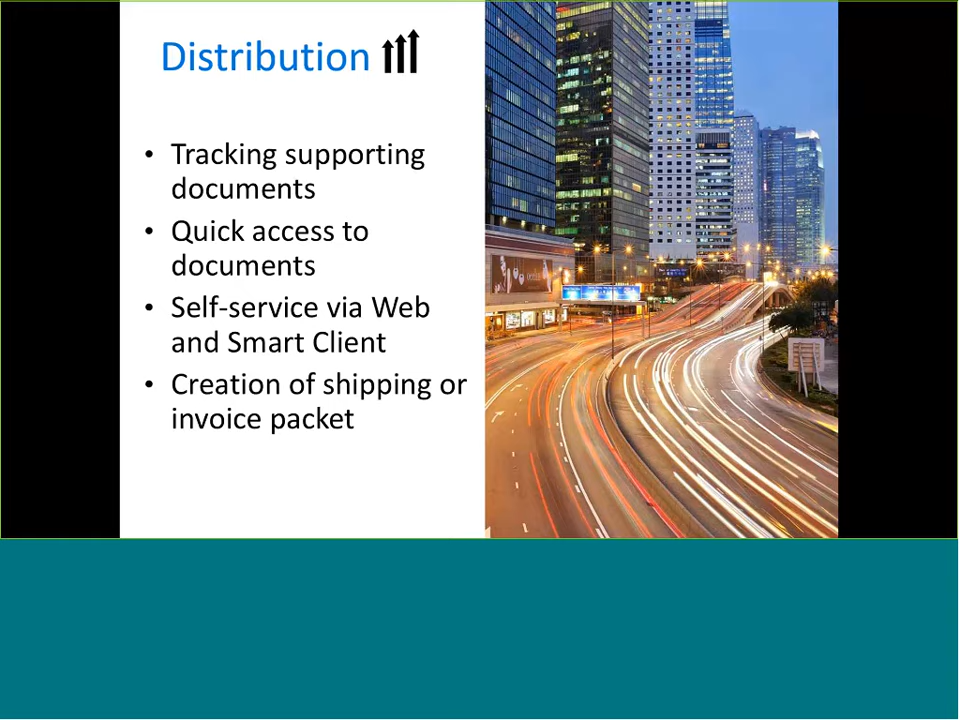 Distribution
• Tracking supporting
documents
• Quick access to
documents
• Self-service via Web
and Smart Client
• Creation of shipping or
invoice packet